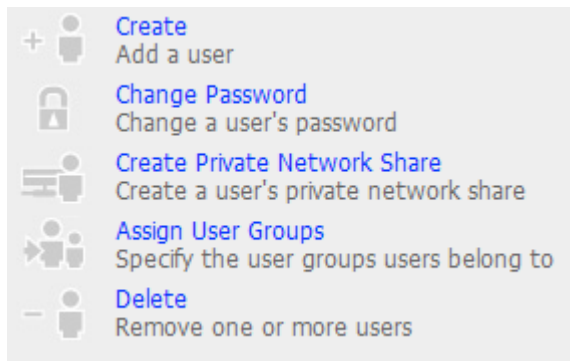 Create
Add a user
Change Password
Change a user's password
Create Private Network Share
Create a user's private network share
Assign User Groups
Specify the user groups users belong to
Delete
Remove one or more users